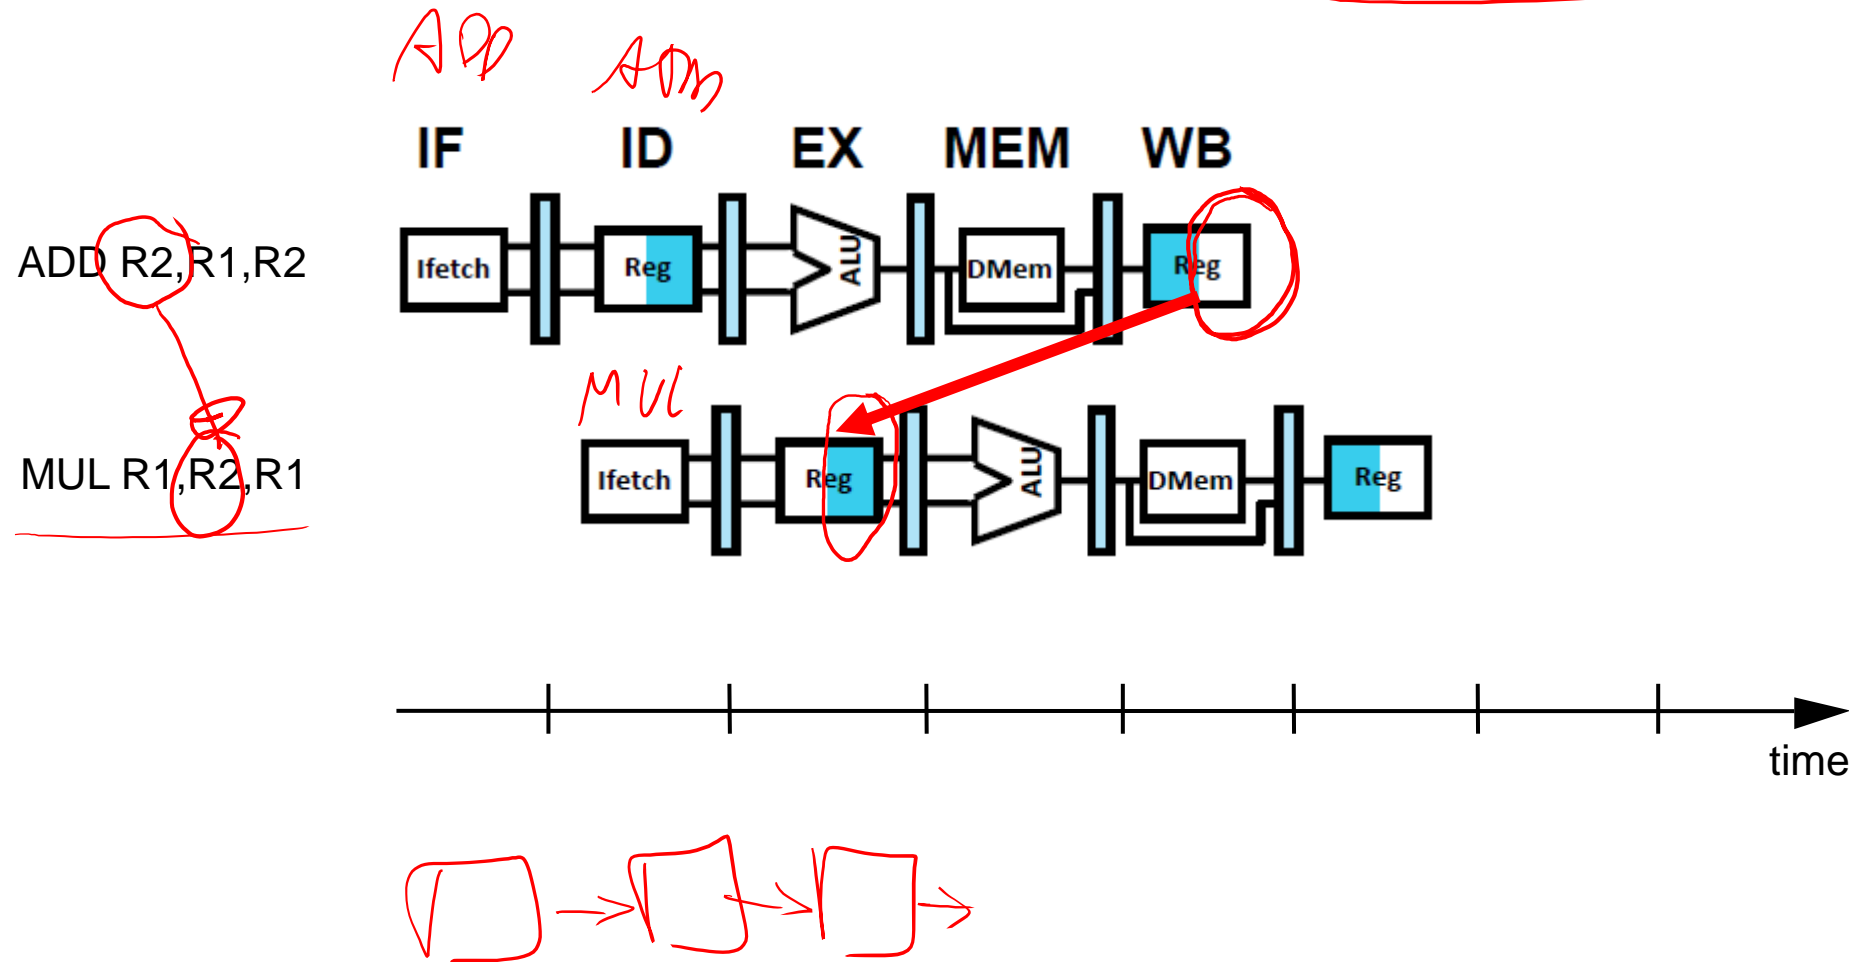 ADD ADD
IF ID EX MEM WB
ADD R2,R1,R2
Ifetch Reg ALU DMem Reg
MUL
MUL R1,R2,R1
Ifetch Reg ALU DMem Reg
time